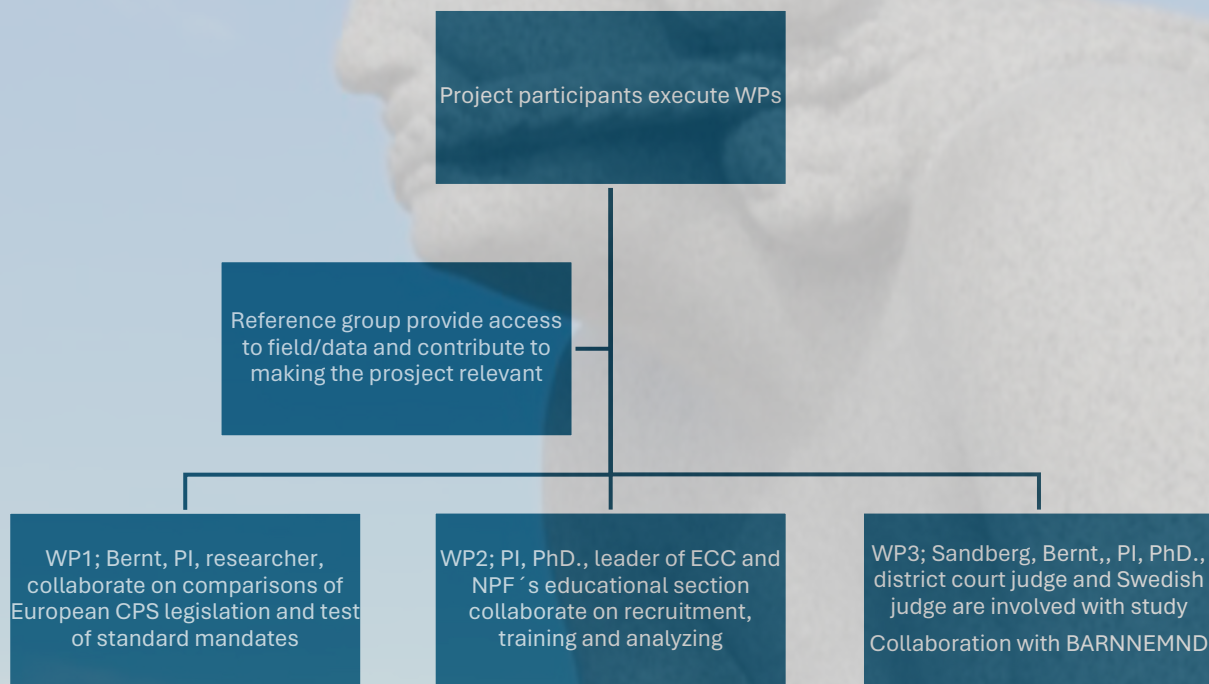 Project participants execute WPs
Reference group provide access
to field/data and contribute to
making the prosject relevant
WP1; Bernt, PI, researcher,
collaborate on comparisons of
European CPS legislation and test
of standard mandates
WP2; PI, PhD., leader of ECC and
NPF´s educational section
collaborate on recruitment,
training and analyzing
WP3; Sandberg, Bernt,, PI, PhD.,
district court judge and Swedish
judge are involved with study
Collaboration with BARNNEMND